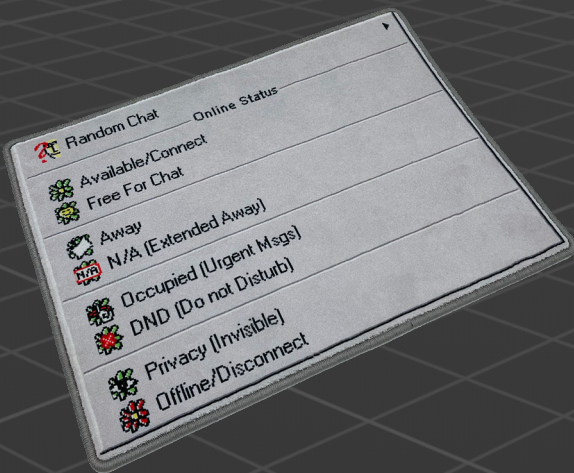 Random Chat
Online Status
Available/Connect
Free For Chat
Away
N/A (Extended Away)
N/A
Occupied (Urgent Msgs)
DND (Do not Disturb)
Privacy (Invisible)
Offline/Disconnect